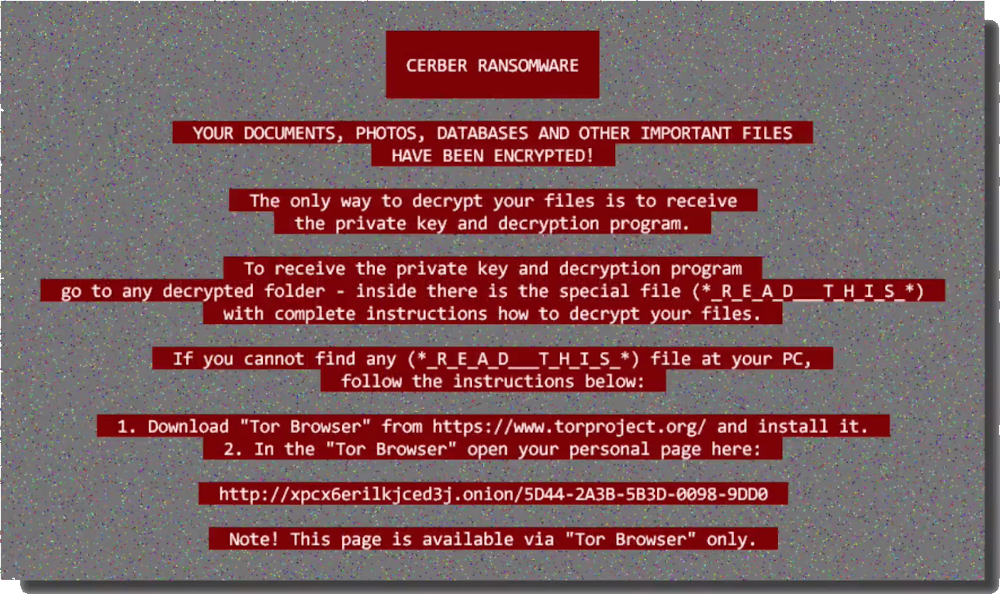 CERBER RANSOMWARE
YOUR DOCUMENTS, PHOTOS, DATABASES AND OTHER IMPORTANT FILES
HAVE BEEN ENCRYPTED!
The only way to decrypt your files is to receive
the private key and decryption program.
To receive the private key and decryption program
go to any decrypted folder - inside there is the special file (*_R_E_A_D___T_H_I_S_*)
with complete instructions how to decrypt your files.
If you cannot find any (*_R_E_A_D___T_H_I_S_*) file at your PC,
follow the instructions below:
1. Download "Tor Browser" from https://www.torproject.org/ and install it.
2. In the "Tor Browser" open your personal page here:
http://xpcx6erilkjced3j.onion/5D44-2A3B-5B3D-0098-9DD0
Note! This page is available via "Tor Browser" only.